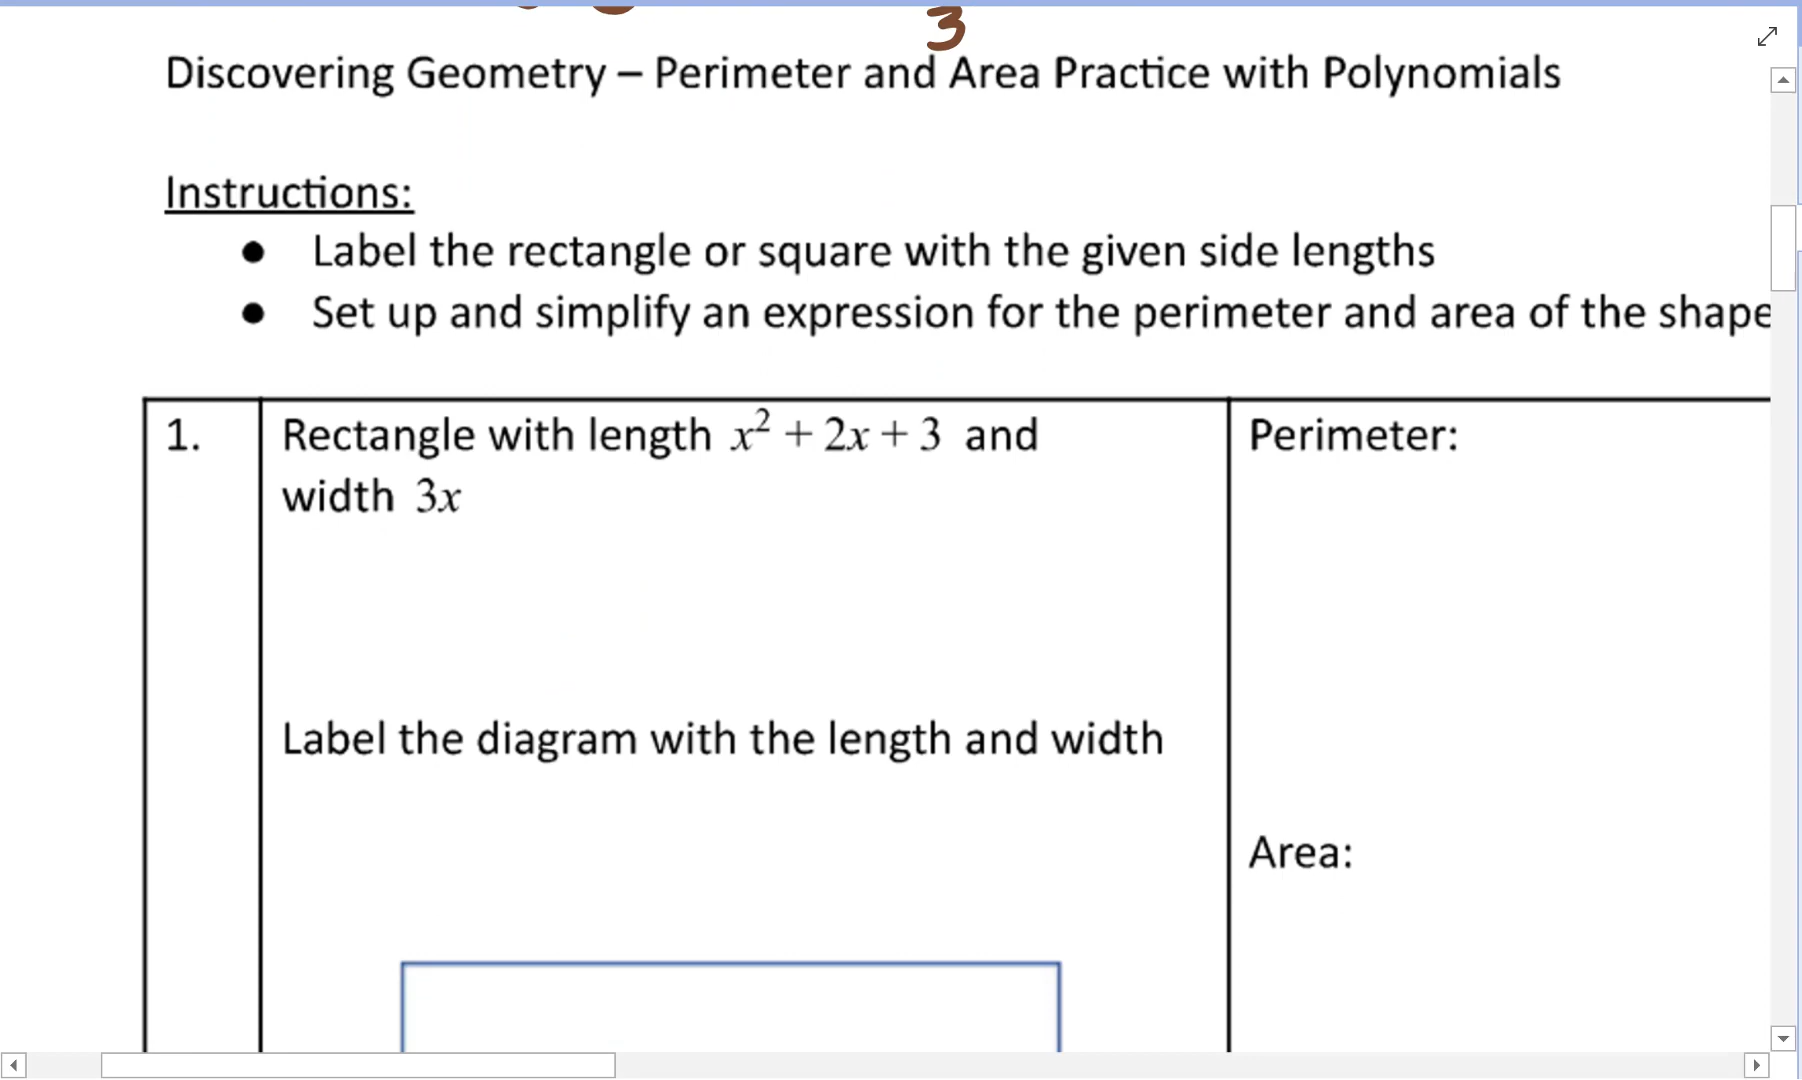 3
Discovering Geometry – Perimeter and Area Practice with Polynomials
Instructions:
● Label the rectangle or square with the given side lengths
● Set up and simplify an expression for the perimeter and area of the shape
1.
Rectangle with length x² + 2x + 3 and
width 3x
Perimeter:
Label the diagram with the length and width
Area: